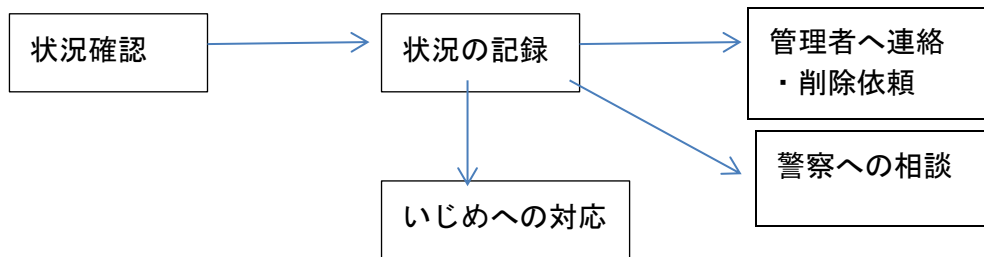 状況確認
状況の記録
管理者へ連絡
・削除依頼
警察への相談
いじめへの対応